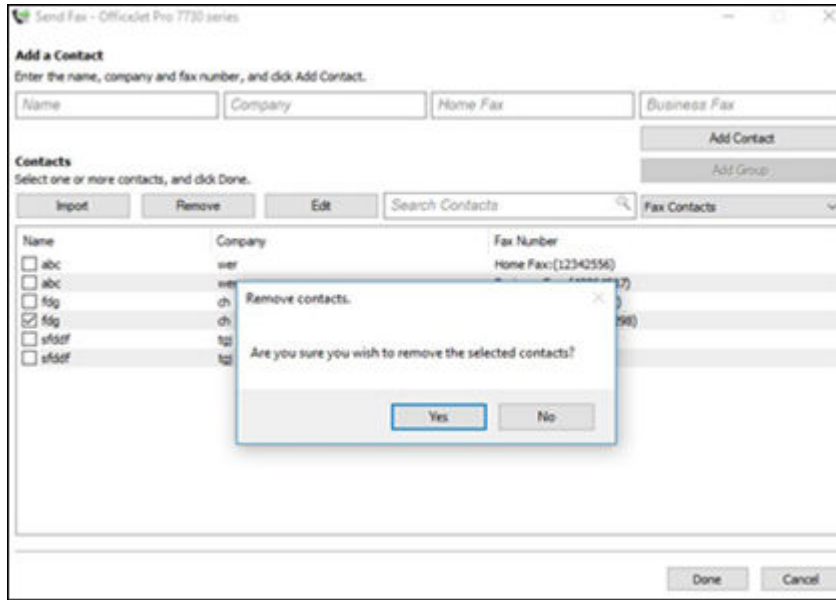 Send Fax - OfficeJet Pro 7730 series
Add a Contact
Enter the name, company and fax number, and click Add Contact.
Name Company Home Fax Business Fax
Add Contact
Add Group
Contacts
Select one or more contacts, and click Done.
Import Remove Edit Search Contacts Fax Contacts
Name Company Fax Number
abc wer Home Fax:(12342556)
abc
fdg ch
fdg ch
sfddf
sfddf
Remove contacts.
Are you sure you wish to remove the selected contacts?
Yes No
Done Cancel